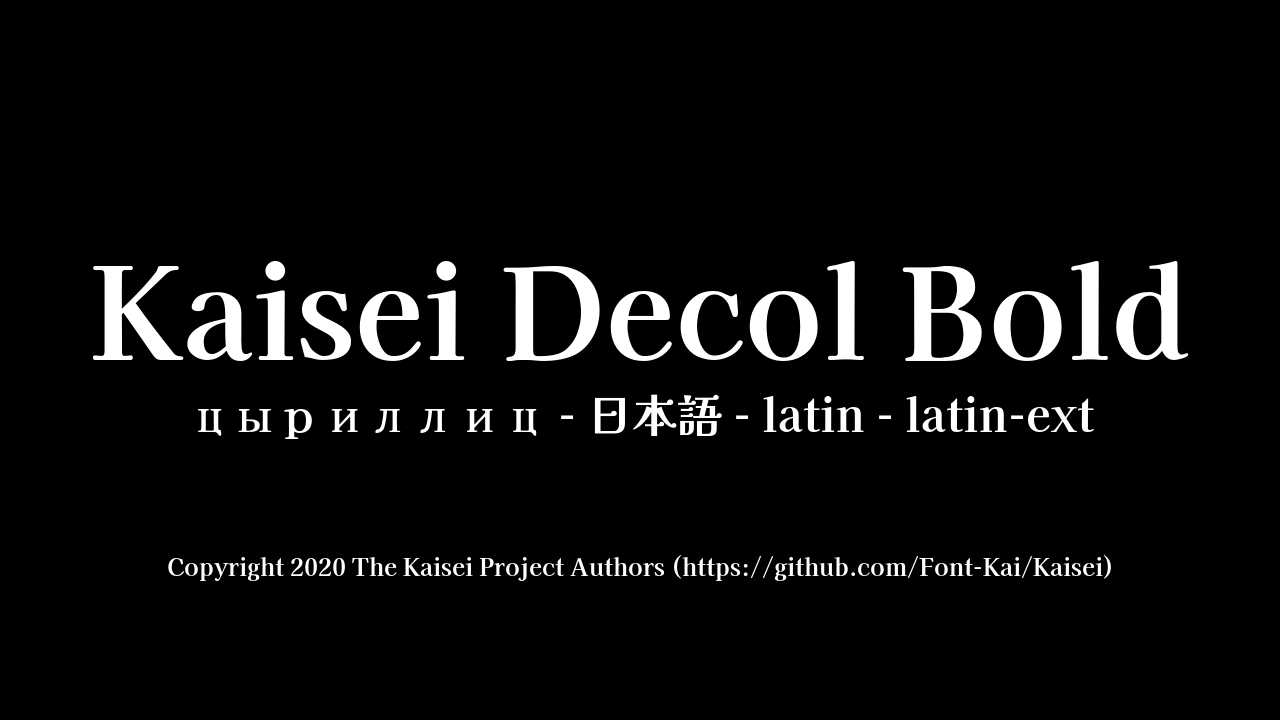 Kaisei Decol Bold
цыриллиц - 日本語 - latin - latin-ext
Copyright 2020 The Kaisei Project Authors (https://github.com/Font-Kai/Kaisei)